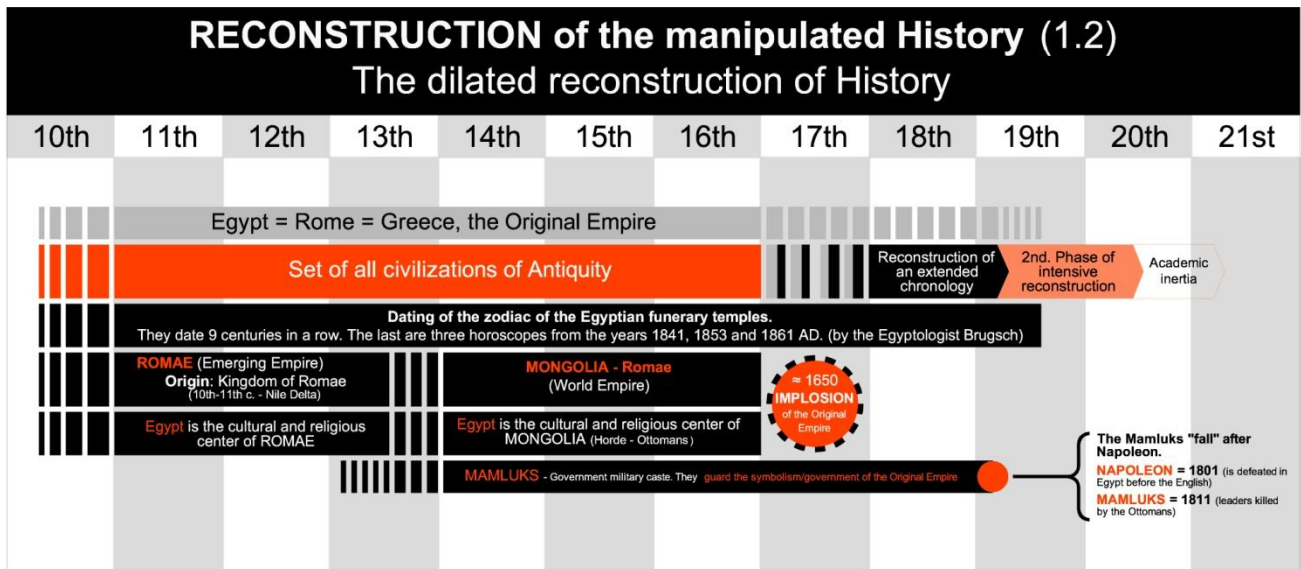 RECONSTRUCTION of the manipulated History (1.2)
The dilated reconstruction of History
10th 11th 12th 13th 14th 15th 16th 17th 18th 19th 20th 21st
Egypt = Rome = Greece, the Original Empire
Set of all civilizations of Antiquity
Reconstruction of
an extended
chronology
2nd. Phase of
intensive
reconstruction
Academic
inertia
Dating of the zodiac of the Egyptian funerary temples.
They date 9 centuries in a row. The last are three horoscopes from the years 1841, 1853 and 1861 AD. (by the Egyptologist Brugsch)
ROMAE (Emerging Empire)
Origin: Kingdom of Romae
(10th-11th c. - Nile Delta)
MONGOLIA - Romae
(World Empire)
≈ 1650
IMPLOSION
of the Original
Empire
Egypt is the cultural and religious
center of ROMAE
Egypt is the cultural and religious center of
MONGOLIA (Horde - Ottomans)
MAMLUKS - Government military caste. They guard the symbolism/government of the Original Empire
The Mamluks "fall" after
Napoleon.
NAPOLEON = 1801 (is defeated in
Egypt before the English)
MAMLUKS = 1811 (leaders killed
by the Ottomans)